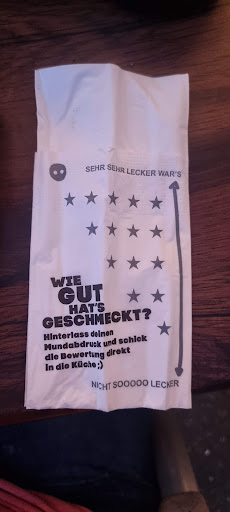 SEHR SEHR LECKER WAR'S
WIE
GUT
HAT'S
GESCHMECKT?
Hinterlass deinen
Mundabdruck und schick
die Bewertung direkt
in die Küche ;)
NICHT SOOOOO LECKER